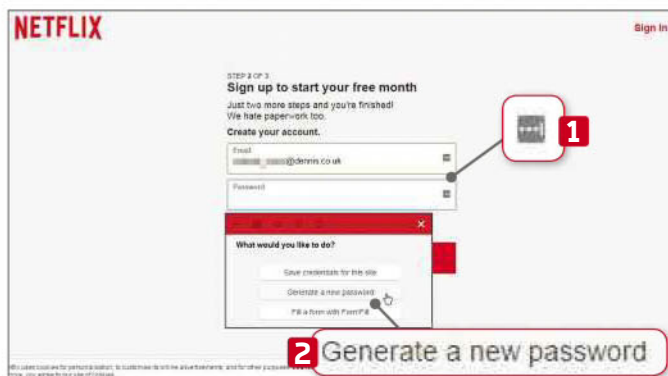 NETFLIX
Sign In
STEP 2 OF 3
Sign up to start your free month
Just two more steps and you're finished!
We hate paperwork too.
Create your account.
Email
@dennis.co.uk
1
Password
What would you like to do?
Save credentials for this site
Generate a new password
Fill a form with Form Fill
2 Generate a new password